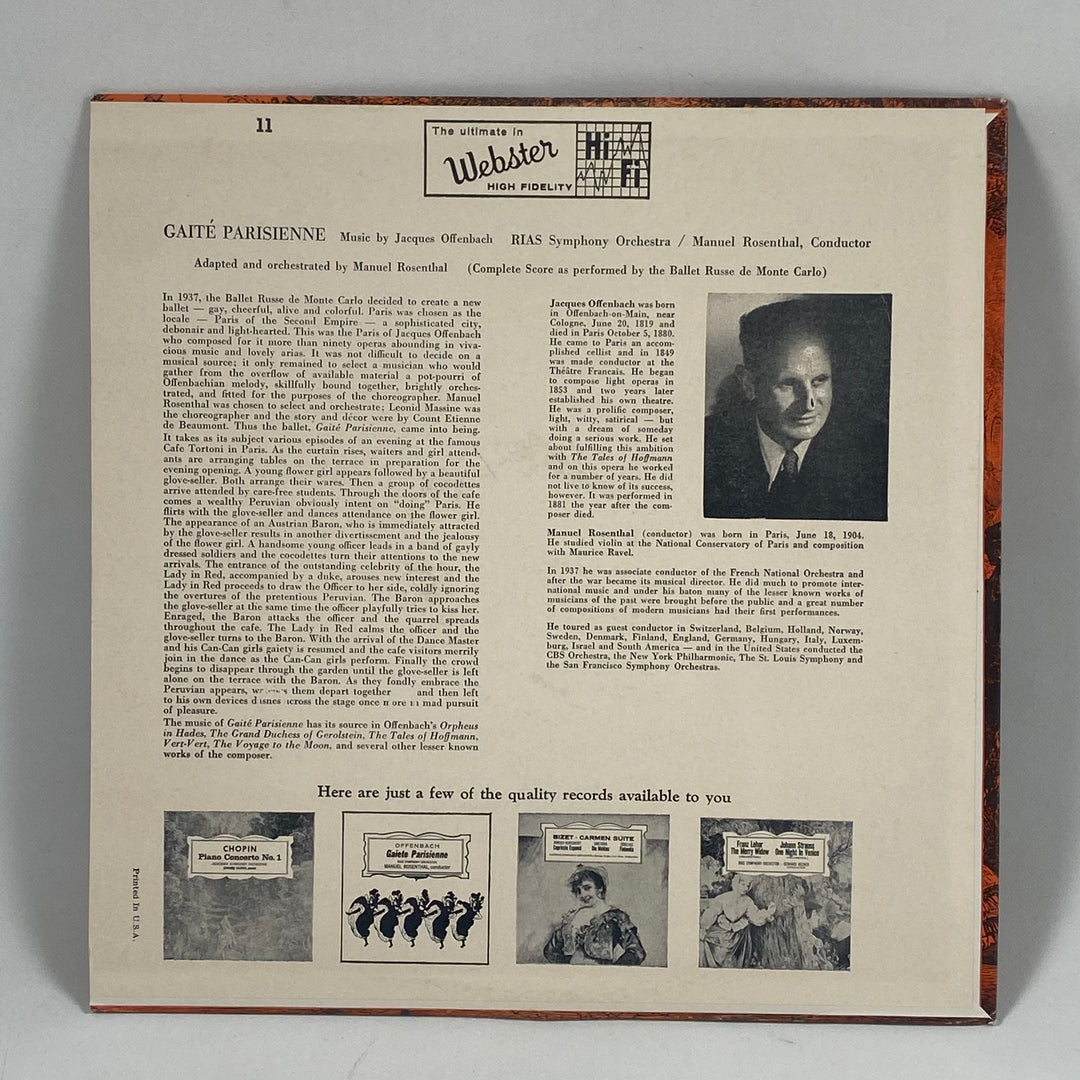 11
The ultimate in
Webster
HIGH FIDELITY
Hi
Fi
GAITÉ PARISIENNE Music by Jacques Offenbach RIAS Symphony Orchestra / Manuel Rosenthal, Conductor
Adapted and orchestrated by Manuel Rosenthal (Complete Score as performed by the Ballet Russe de Monte Carlo)
In 1937, the Ballet Russe de Monte Carlo decided to create a new
ballet — gay, cheerful, alive and colorful. Paris was chosen as the
locale — Paris of the Second Empire — a sophisticated city,
debonair and light-hearted. This was the Paris of Jacques Offenbach
who composed for it more than ninety operas abounding in viva-
cious music and lovely arias. It was not difficult to decide on a
musical source; it only remained to select a musician who would
gather from the overflow of available material a pot-pourri of
Offenbachian melody, skillfully bound together, brightly orches-
trated, and fitted for the purposes of the choreographer. Manuel
Rosenthal was chosen to select and orchestrate; Leonid Massine was
the choreographer and the story and décor were by Count Etienne
de Beaumont. Thus the ballet, Gaité Parisienne, came into being.
It takes as its subject various episodes of an evening at the famous
Cafe Tortoni in Paris. As the curtain rises, waiters and girl attend-
ants are arranging tables on the terrace in preparation for the
evening opening. A young flower girl appears followed by a beautiful
glove-seller. Both arrange their wares. Then a group of cocodettes
arrive attended by care-free students. Through the doors of the cafe
comes a wealthy Peruvian obviously intent on "doing" Paris. He
flirts with the glove-seller and dances attendance on the flower girl.
The appearance of an Austrian Baron, who is immediately attracted
by the glove-seller results in another divertissement and the jealousy
of the flower girl. A handsome young officer leads in a band of gayly
dressed soldiers and the cocodettes turn their attentions to the new
arrivals. The entrance of the outstanding celebrity of the hour, the
Lady in Red, accompanied by a duke, arouses new interest and the
Lady in Red proceeds to draw the Officer to her side, coldly ignoring
the overtures of the pretentious Peruvian. The Baron approaches
the glove-seller at the same time the officer playfully tries to kiss her.
Enraged, the Baron attacks the officer and the quarrel spreads
throughout the cafe. The Lady in Red calms the officer and the
glove-seller turns to the Baron. With the arrival of the Dance Master
and his Can-Can girls gaiety is resumed and the cafe visitors merrily
join in the dance as the Can-Can girls perform. Finally the crowd
begins to disappear through the garden until the glove-seller is left
alone on the terrace with the Baron. As they fondly embrace the
Peruvian appears, them depart together and then left
to his own devices across the stage once more in mad pursuit
of pleasure.
The music of Gaité Parisienne has its source in Offenbach's Orpheus
in Hades, The Grand Duchess of Gerolstein, The Tales of Hoffmann,
Vert-Vert, The Voyage to the Moon, and several other lesser known
works of the composer.
Jacques Offenbach was born
in Offenbach-on-Main, near
Cologne, June 20, 1819 and
died in Paris October 5, 1880.
He came to Paris an accom-
plished cellist and in 1849
was made conductor at the
Théâtre Francais. He began
to compose light operas in
1853 and two years later
established his own theatre.
He was a prolific composer,
light, witty, satirical — but
with a dream of someday
doing a serious work. He set
about fulfilling this ambition
with The Tales of Hoffmann
and on this opera he worked
for a number of years. He did
not live to know of its success,
however. It was performed in
1881 the year after the com-
poser died.
Manuel Rosenthal (conductor) was born in Paris, June 18, 1904.
He studied violin at the National Conservatory of Paris and composition
with Maurice Ravel.
In 1937 he was associate conductor of the French National Orchestra and
after the war became its musical director. He did much to promote inter-
national music and under his baton many of the lesser known works of
musicians of the past were brought before the public and a great number
of compositions of modern musicians had their first performances.
He toured as guest conductor in Switzerland, Belgium, Holland, Norway,
Sweden, Denmark, Finland, England, Germany, Hungary, Italy, Luxem-
burg, Israel and South America — and in the United States conducted the
CBS Orchestra, the New York Philharmonic, The St. Louis Symphony and
the San Francisco Symphony Orchestras.
Here are just a few of the quality records available to you
CHOPIN
Piano Concerto No. 1
OFFENBACH
Gaiete Parisienne
RIAS SYMPHONY ORCHESTRA
MANUEL ROSENTHAL, conductor
BIZET · CARMEN SUITE
Capriccio Espanol
Finlandia
Franz Lehar Johann Strauss
The Merry Widow One Night In Venice
Printed In U.S.A.